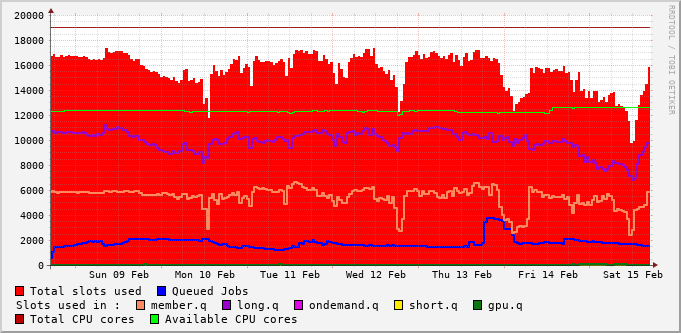 20000
18000
16000
14000
12000
10000
8000
6000
4000
2000
0
Sun 09 Feb Mon 10 Feb Tue 11 Feb Wed 12 Feb Thu 13 Feb Fri 14 Feb Sat 15 Feb
Total slots used Queued Jobs
Slots used in : member.q long.q ondemand.q short.q gpu.q
Total CPU cores Available CPU cores
RRDTOOL / TOBI OETIKER